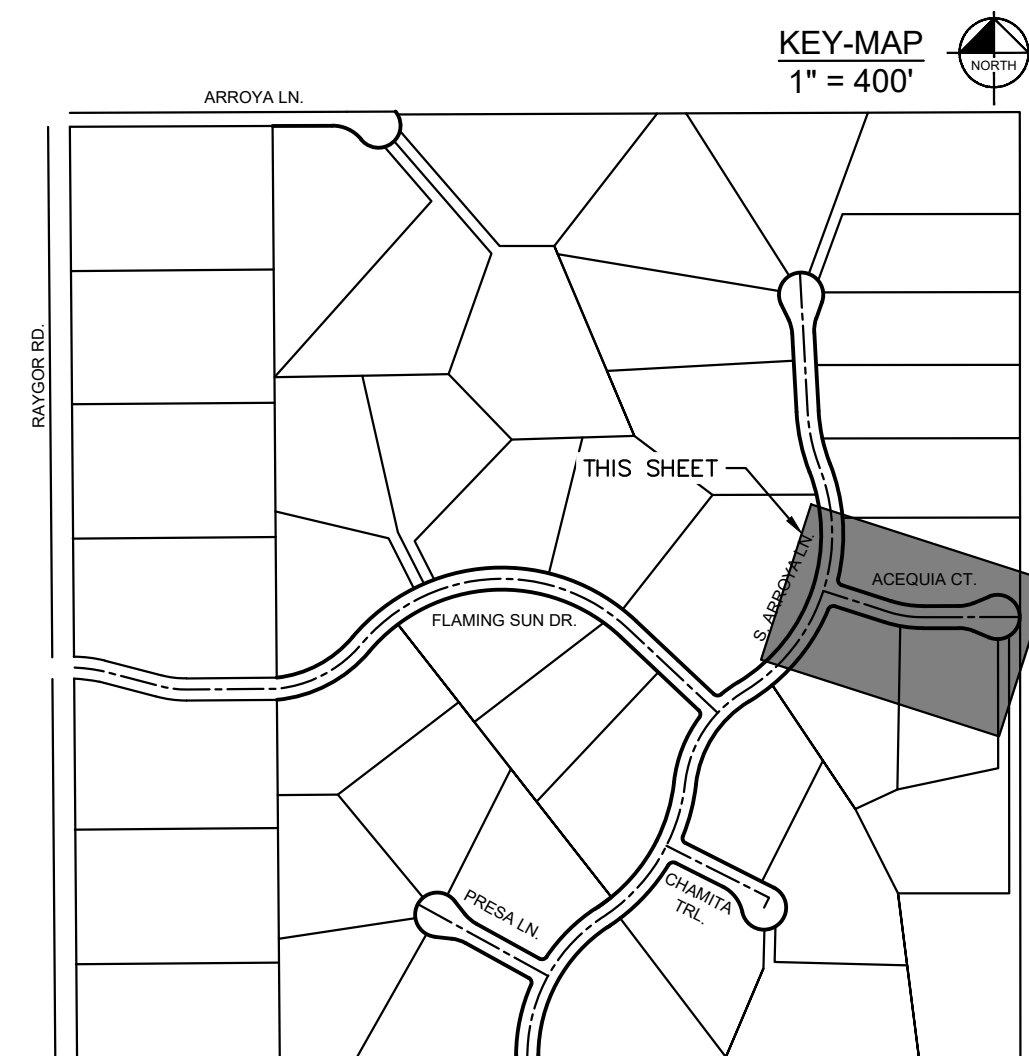 KEY-MAP
1" = 400'
NORTH
ARROYA LN.
RAYGOR RD.
THIS SHEET
S. ARROYA LN.
ACEQUIA CT.
FLAMING SUN DR.
CHAMITA
TRL.
PRESA LN.